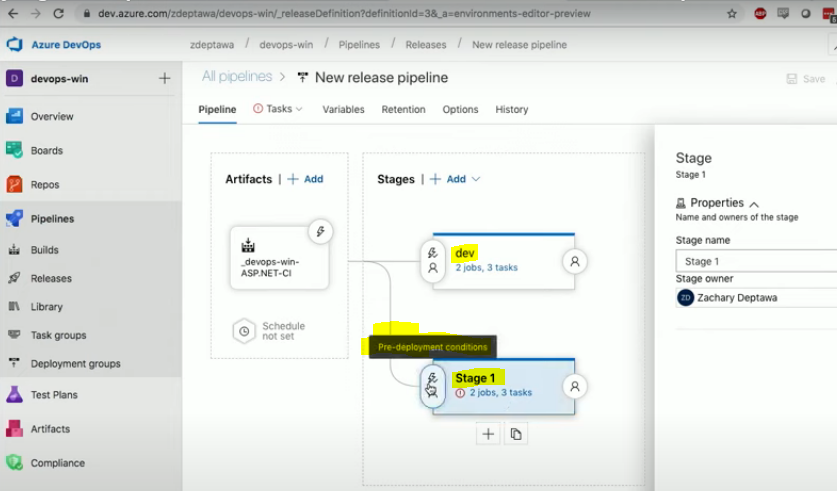 dev.azure.com/zdeptawa/devops-win/_releaseDefinition?definitionId=3&_a=environments-editor-preview
ABP
Azure DevOps
zdeptawa / devops-win / Pipelines / Releases / New release pipeline
D devops-win
All pipelines > New release pipeline
Save
Pipeline Tasks Variables Retention Options History
Overview
Boards
Repos
Pipelines
Builds
Releases
Library
Task groups
Deployment groups
Test Plans
Artifacts
Compliance
Artifacts | + Add
_devops-win-
ASP.NET-CI
Schedule
not set
Stages | + Add
dev
2 jobs, 3 tasks
Pre-deployment conditions
Stage 1
2 jobs, 3 tasks
Stage
Stage 1
Properties
Name and owners of the stage
Stage name
Stage 1
Stage owner
ZD Zachary Deptawa